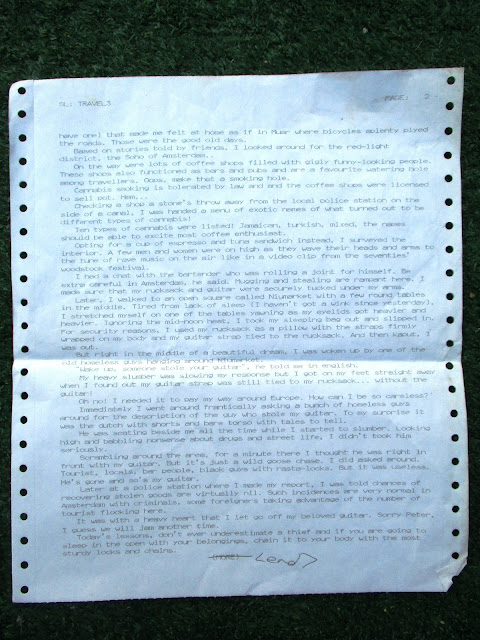 SL: TRAVEL3 PAGE: 2
have one) that made me felt at home as if in Muar where bicycles aplenty plyed
the roads. Those were the good old days.
Based on stories told by friends, I looked around for the red-light
district, the Soho of Amsterdam..
On the way were lots of coffee shops filled with gigly funny-looking people.
These shops also functioned as bars and pubs and are a favourite watering hole
among travellers. Oops, make that a smoking hole.
Cannabis smoking is tolerated by law and and the coffee shops were licensed
to sell pot. Hmm...
Checking a shop a stone's throw away from the local police station on the
side of a canal, I was handed a menu of exotic names of what turned out to be
different types of cannabis!
Ten types of cannabis were listed! Jamaican, turkish, mixed, the names
should be able to excite most coffee enthusiast.
Opting for a cup of espresso and tuna sandwich instead, I surveyed the
interior. A few men and women were on high as they wave their heads and arms to
the tune of rave music on the air like in a video clip from the seventies'
woodstock festival.
I had a chat with the bartender who was rolling a joint for himself. Be
extra careful in Amsterdam, he said. Mugging and stealing are rampant here. I
made sure that my rucksack and guitar were securely tucked under my arms.
Later, I walked to an open square called Niumarket with a few round tables
in the middle. Tired from lack of sleep (I haven't got a wink since yesterday),
I stretched myself on one of the tables yawning as my eyelids got heavier and
heavier. Ignoring the midnoon heat, I took my sleeping bag out and slipped in.
For security reasons, I used my rucksack as a pillow with the straps firmly
wrapped on my body and my guitar strap tied to the rucksack. And then kaput, I
was out.
But right in the middle of a beautiful dream, I was woken up by one of the
old homeless guys hanging around Niumarket.
"Wake up, someone stole your guitar", he told me in english.
My heavy slumber was slowing my response but I got on my feet straight away
when I found out my guitar strap was still tied to my rucksack... without the
guitar!
Oh no! I needed it to pay my way around Europe. How can I be so careless?
Immediately I went around frantically asking a bunch of homeless guys
around for the description of the guy who stole my guitar. To my surprise it
was the dutch with shorts and bare torso with tales to tell.
He was seating beside me all the time while I started to slumber. Looking
high and babbling nonsense about drugs and street life, I didn't took him
seriously.
Scrambling around the area, for a minute there I thought he was right in
front with my guitar. But it's just a wild goose chase. I did asked around.
Tourist, locals, bar people, black guys with rasta-locks. But it was useless.
He's gone and so's my guitar.
Later at a police station where I made my report, I was told chances of
recovering stolen goods are virtually nil. Such incidences are very normal in
Amsterdam with criminals, some foreigners taking advantage of the number of
tourist flocking here.
It was with a heavy heart that I let go off my beloved guitar. Sorry Peter,
I guess we will jam another time.
Today's lessons, don't ever underestimate a thief and if you are going to
sleep in the open with your belongings, chain it to your body with the most
sturdy locks and chains.
(MORE) <end>